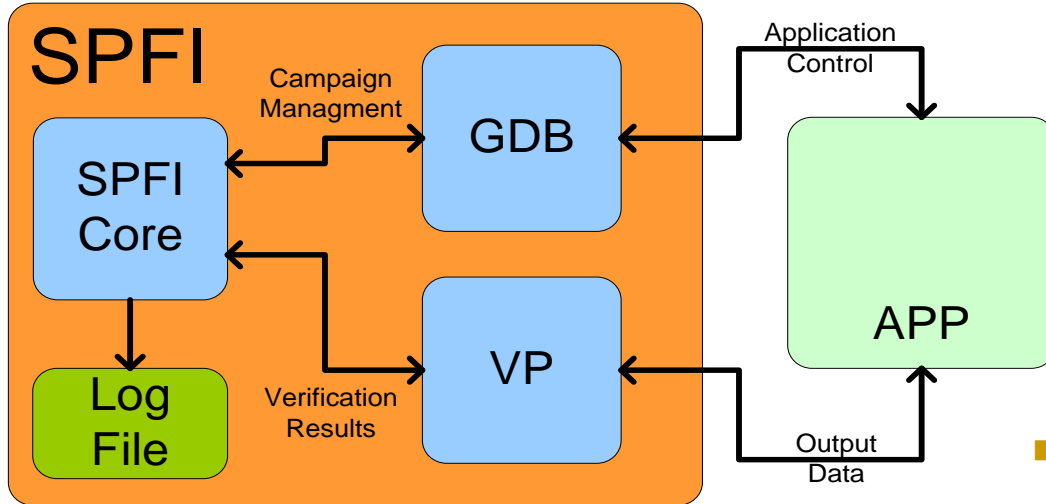 SPFI
Campaign
Managment
Application
Control
GDB
SPFI
Core
APP
VP
Log
File
Verification
Results
Output
Data